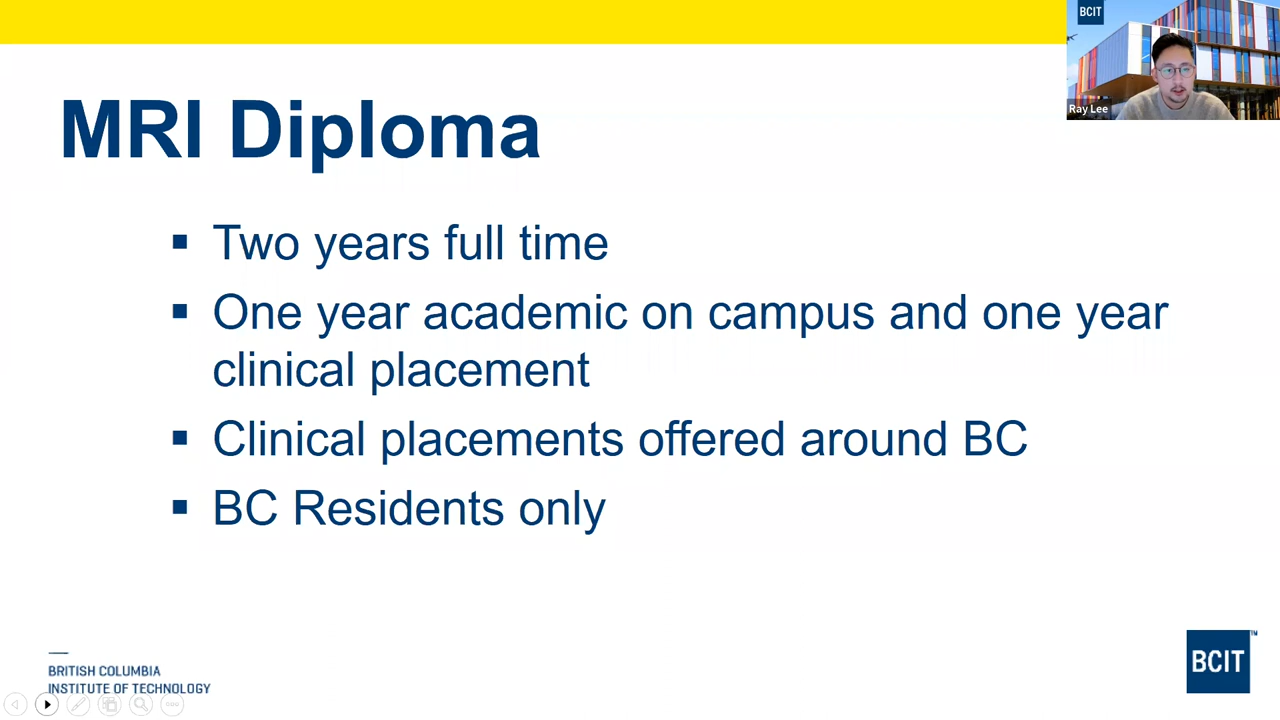 BCIT
Ray Lee
MRI Diploma
▪ Two years full time
▪ One year academic on campus and one year
clinical placement
▪ Clinical placements offered around BC
▪ BC Residents only
BRITISH COLUMBIA
INSTITUTE OF TECHNOLOGY
BCIT™